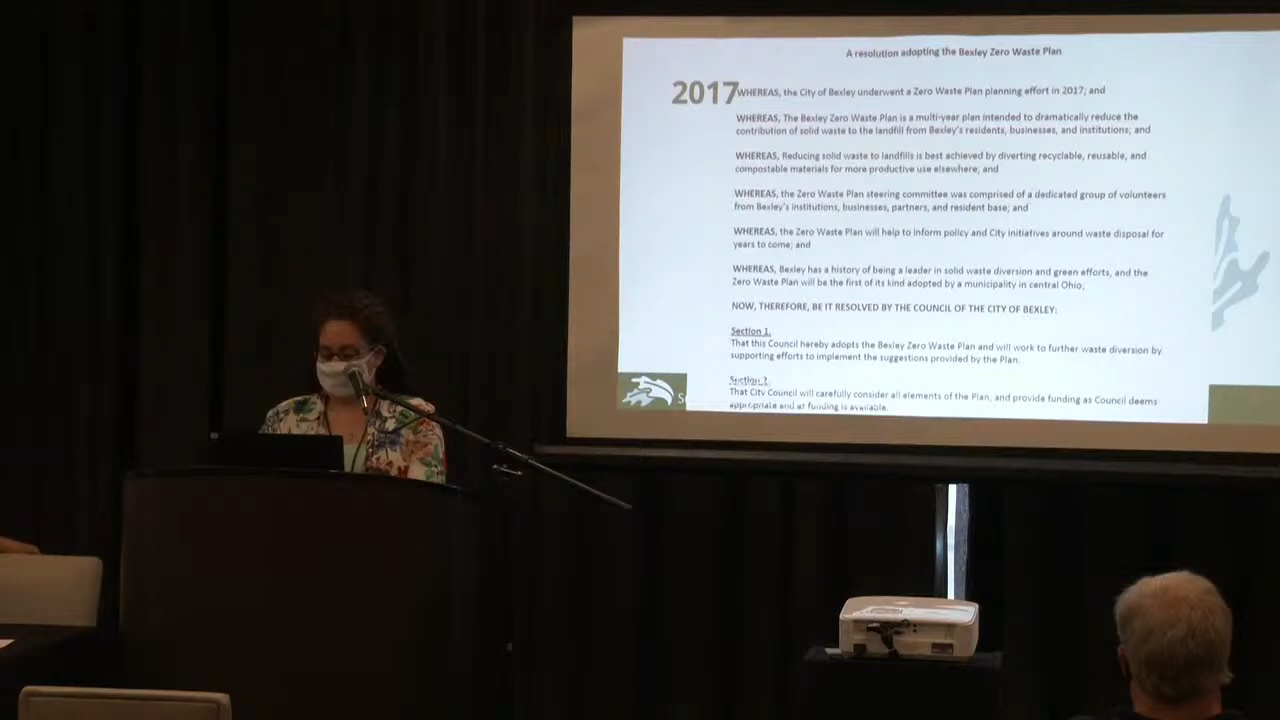 A resolution adopting the Bexley Zero Waste Plan
2017
WHEREAS, the City of Bexley underwent a Zero Waste Plan planning effort in 2017; and
WHEREAS, The Bexley Zero Waste Plan is a multi-year plan intended to dramatically reduce the
contribution of solid waste to the landfill from Bexley's residents, businesses, and institutions; and
WHEREAS, Reducing solid waste to landfills is best achieved by diverting recyclable, reusable, and
compostable materials for more productive use elsewhere; and
WHEREAS, the Zero Waste Plan steering committee was comprised of a dedicated group of volunteers
from Bexley's institutions, businesses, partners, and resident base; and
WHEREAS, the Zero Waste Plan will help to inform policy and City initiatives around waste disposal for
years to come; and
WHEREAS, Bexley has a history of being a leader in solid waste diversion and green efforts, and the
Zero Waste Plan will be the first of its kind adopted by a municipality in central Ohio;
NOW, THEREFORE, BE IT RESOLVED BY THE COUNCIL OF THE CITY OF BEXLEY:
Section 1.
That this Council hereby adopts the Bexley Zero Waste Plan and will work to further waste diversion by
supporting efforts to implement the suggestions provided by the Plan.
Section 2.
That City Council will carefully consider all elements of the Plan, and provide funding as Council deems
appropriate and as funding is available.